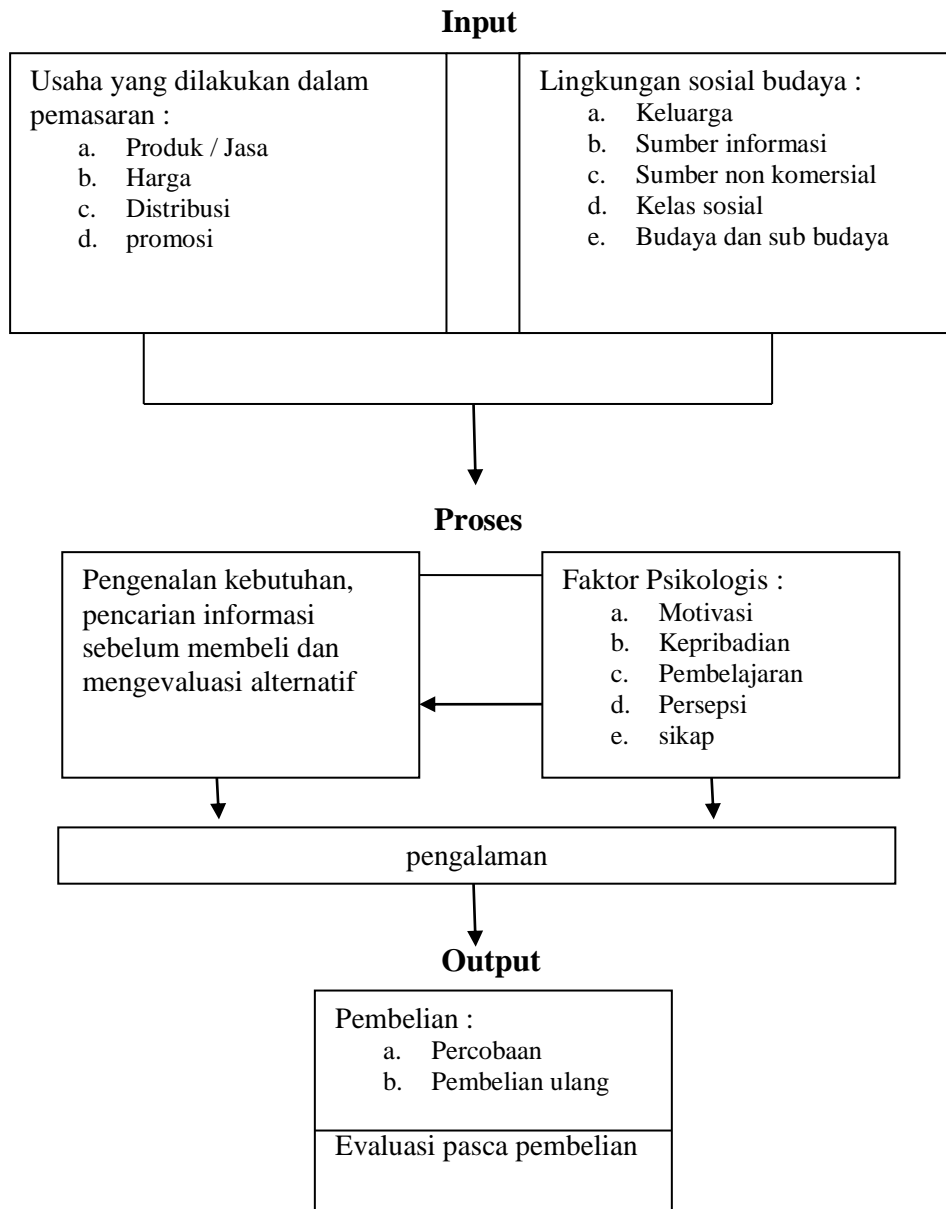 Input
Usaha yang dilakukan dalam
pemasaran :
a. Produk / Jasa
b. Harga
c. Distribusi
d. promosi
Lingkungan sosial budaya :
a. Keluarga
b. Sumber informasi
c. Sumber non komersial
d. Kelas sosial
e. Budaya dan sub budaya
Proses
Pengenalan kebutuhan,
pencarian informasi
sebelum membeli dan
mengevaluasi alternatif
Faktor Psikologis :
a. Motivasi
b. Kepribadian
c. Pembelajaran
d. Persepsi
e. sikap
pengalaman
Output
Pembelian :
a. Percobaan
b. Pembelian ulang
Evaluasi pasca pembelian